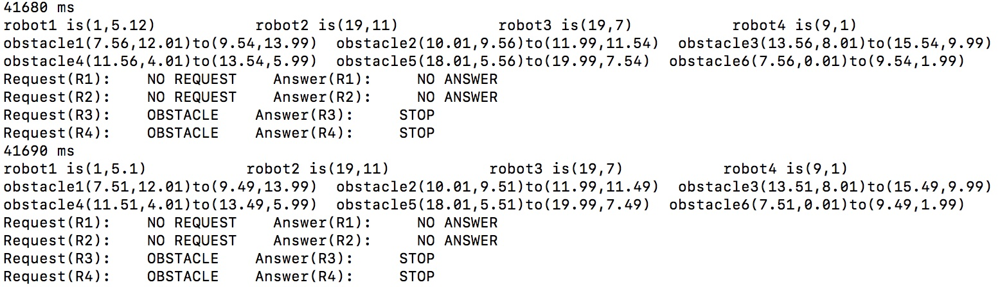 41680 ms
robot1 is(1,5.12) robot2 is(19,11) robot3 is(19,7) robot4 is(9,1)
obstacle1(7.56,12.01)to(9.54,13.99) obstacle2(10.01,9.56)to(11.99,11.54) obstacle3(13.56,8.01)to(15.54,9.99)
obstacle4(11.56,4.01)to(13.54,5.99) obstacle5(18.01,5.56)to(19.99,7.54) obstacle6(7.56,0.01)to(9.54,1.99)
Request(R1): NO REQUEST Answer(R1): NO ANSWER
Request(R2): NO REQUEST Answer(R2): NO ANSWER
Request(R3): OBSTACLE Answer(R3): STOP
Request(R4): OBSTACLE Answer(R4): STOP
41690 ms
robot1 is(1,5.1) robot2 is(19,11) robot3 is(19,7) robot4 is(9,1)
obstacle1(7.51,12.01)to(9.49,13.99) obstacle2(10.01,9.51)to(11.99,11.49) obstacle3(13.51,8.01)to(15.49,9.99)
obstacle4(11.51,4.01)to(13.49,5.99) obstacle5(18.01,5.51)to(19.99,7.49) obstacle6(7.51,0.01)to(9.49,1.99)
Request(R1): NO REQUEST Answer(R1): NO ANSWER
Request(R2): NO REQUEST Answer(R2): NO ANSWER
Request(R3): OBSTACLE Answer(R3): STOP
Request(R4): OBSTACLE Answer(R4): STOP